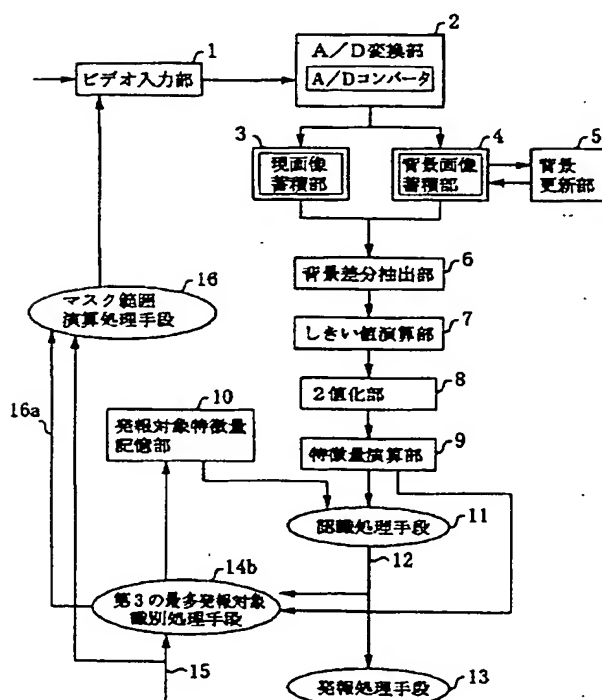 1
ビデオ入力部
2
A/D変換部
A/Dコンバータ
3
現画像
蓄積部
4
背景画像
蓄積部
5
背景
更新部
6
背景差分抽出部
16
マスク範囲
演算処理手段
7
しきい値演算部
8
2値化部
16a
10
発報対象特徴量
記憶部
9
特徴量演算部
11
認識処理手段
12
14b
第3の最多発報対象
識別処理手段
15
13
発報処理手段